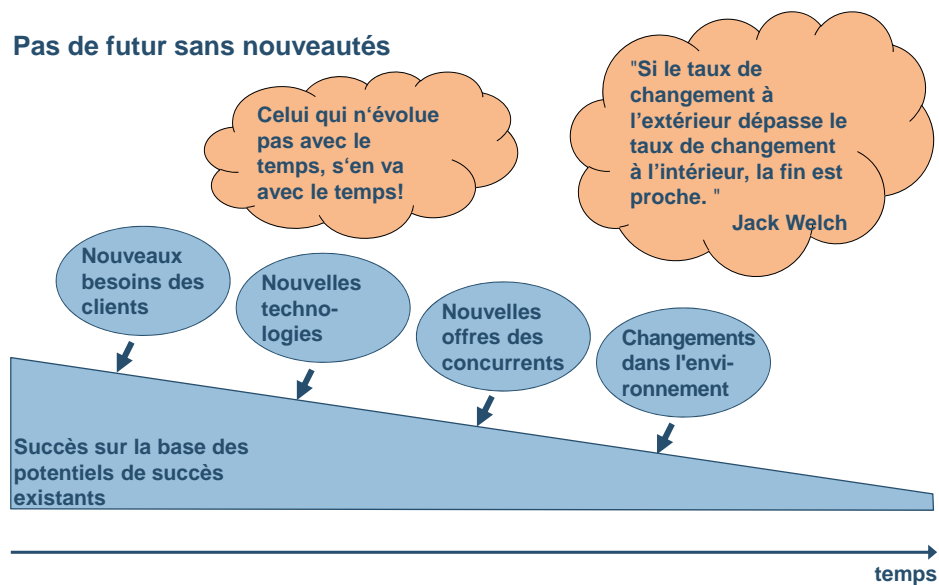 Pas de futur sans nouveautés
Celui qui n‘évolue
pas avec le
temps, s‘en va
avec le temps!
"Si le taux de
changement à
l’extérieur dépasse le
taux de changement
à l’intérieur, la fin est
proche. "
Jack Welch
Nouveaux
besoins des
clients
Nouvelles
techno-
logies
Nouvelles
offres des
concurrents
Changements
dans l'envi-
ronnement
Succès sur la base des
potentiels de succès
existants
temps